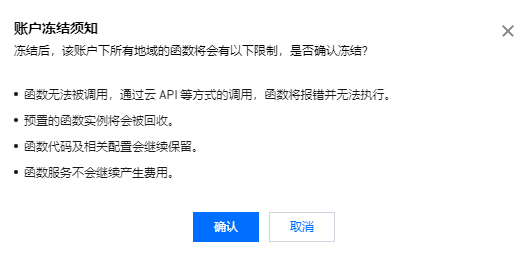 账户冻结须知
冻结后，该账户下所有地域的函数将会有以下限制，是否确认冻结？
• 函数无法被调用，通过云 API 等方式的调用，函数将报错并无法执行。
• 预置的函数实例将会被回收。
• 函数代码及相关配置会继续保留。
• 函数服务不会继续产生费用。
确认 取消